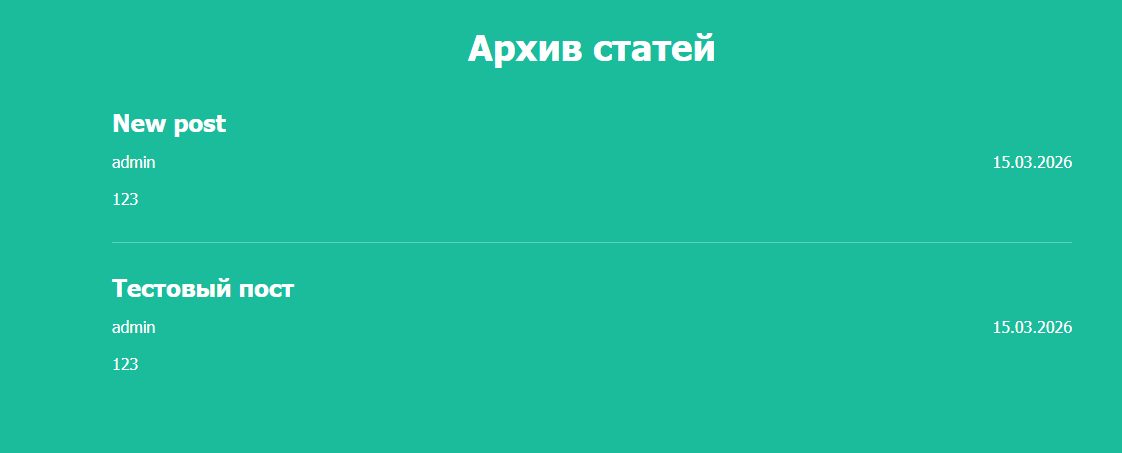 Архив статей
New post
admin 15.03.2026
123
Тестовый пост
admin 15.03.2026
123